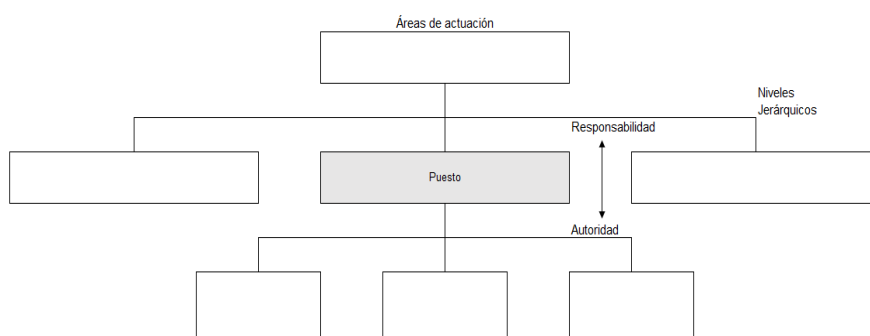 Áreas de actuación
Niveles
Jerárquicos
Responsabilidad
Puesto
Autoridad